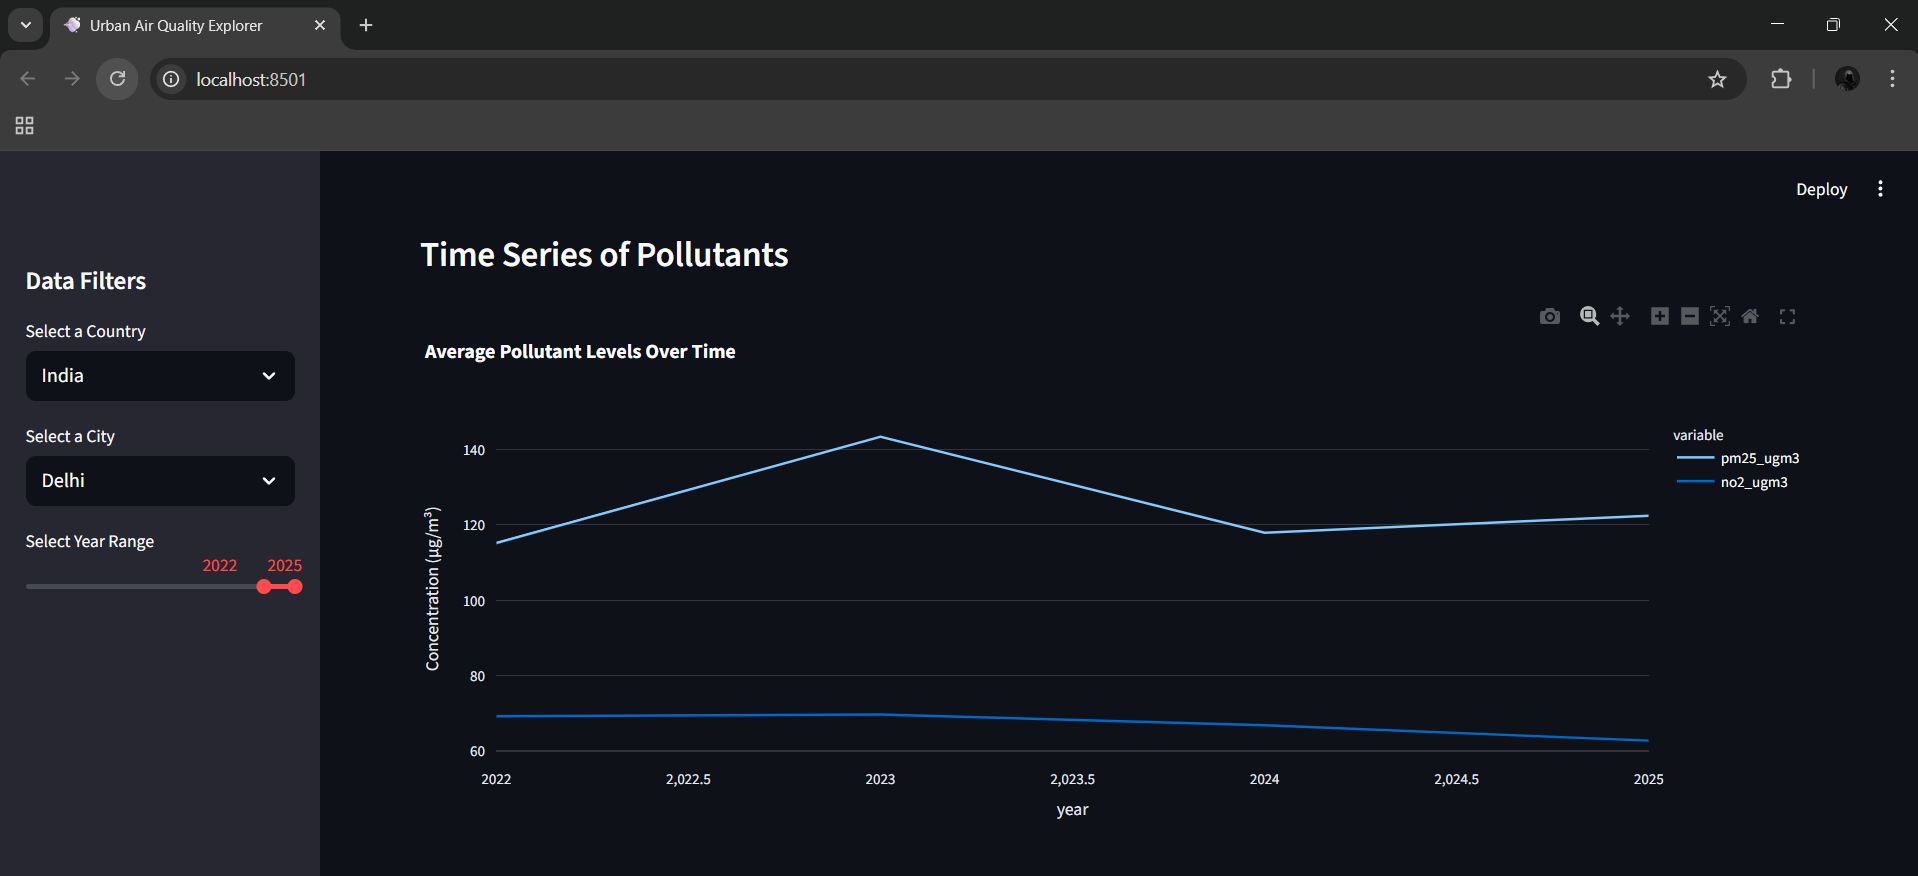 Urban Air Quality Explorer
localhost:8501
Deploy
Data Filters
Select a Country
India
Select a City
Delhi
Select Year Range
2022 2025
Time Series of Pollutants
Average Pollutant Levels Over Time
Concentration (µg/m³)
140
120
100
80
60
2022 2,022.5 2023 2,023.5 2024 2,024.5 2025
year
variable
pm25_ugm3
no2_ugm3